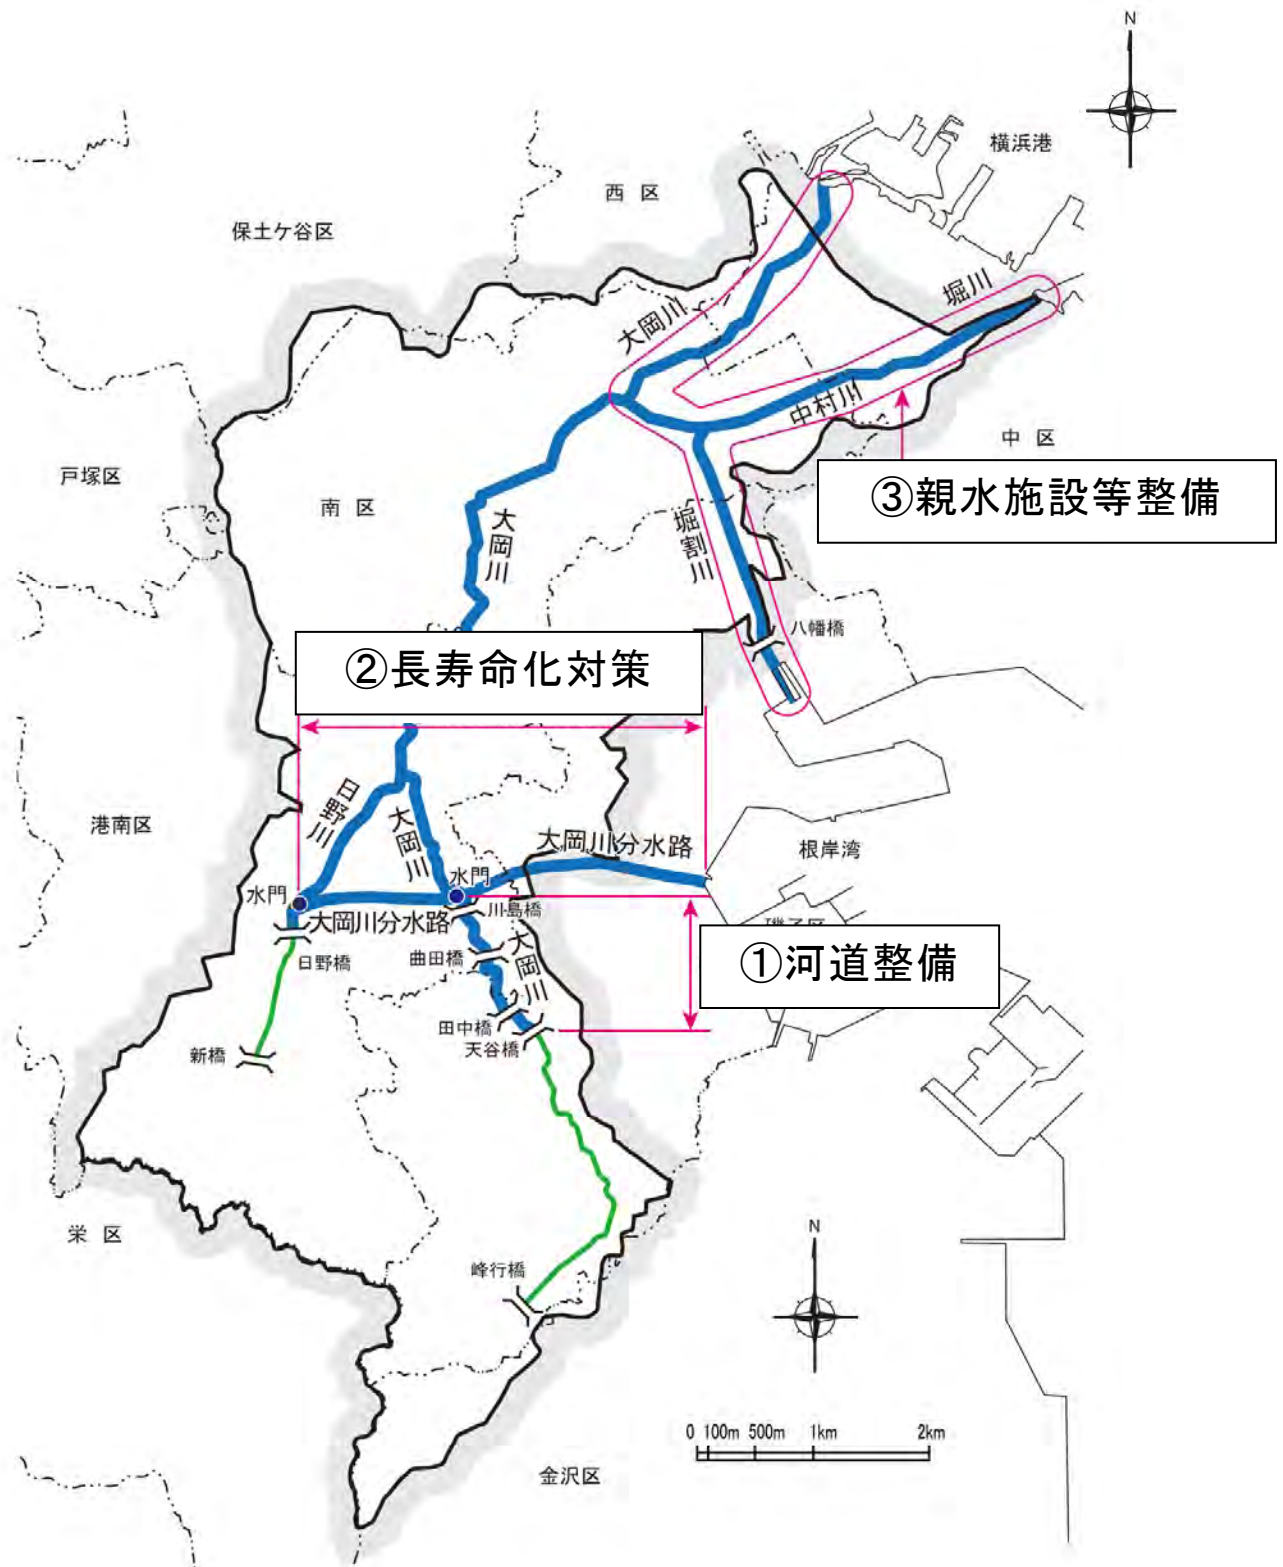 N
横浜港
西 区
保土ケ谷区
堀川
大岡川
中村川
中 区
戸塚区
南 区
③親水施設等整備
大岡川
堀割川
八幡橋
②長寿命化対策
日野川
大岡川
港南区
大岡川分水路
根岸湾
水門
水門
川島橋
大岡川分水路
磯子区
日野橋
曲田橋
大岡川
①河道整備
田中橋
天谷橋
新橋
栄 区
N
峰行橋
0 100m 500m 1km 2km
金沢区